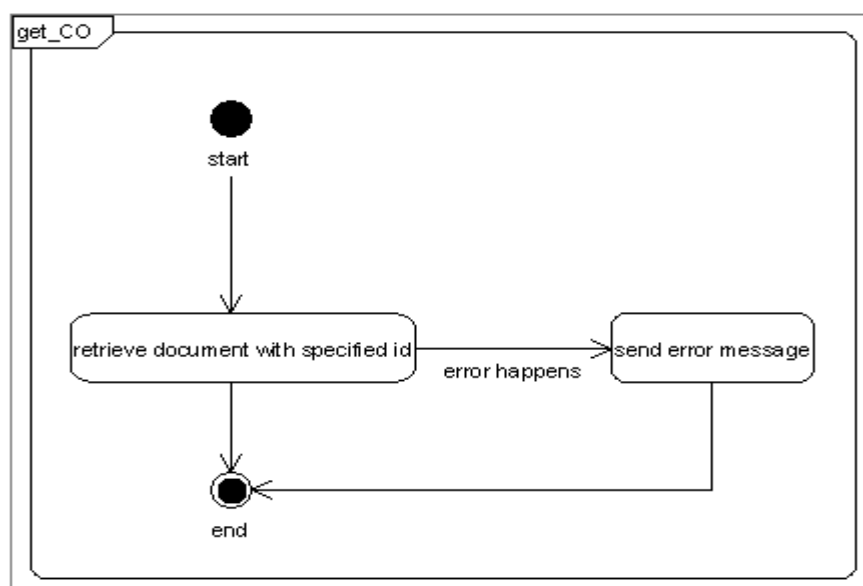 get_CO
start
retrieve document with specified id
error happens
send error message
end